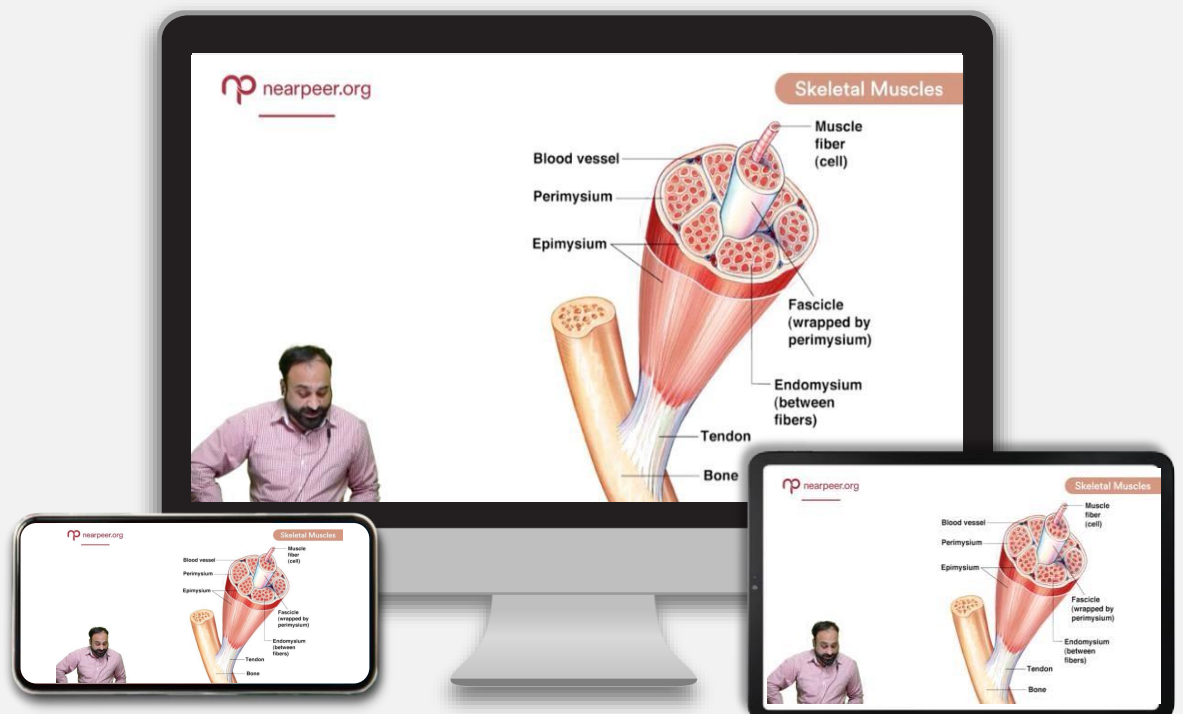 nearpeer.org
Skeletal Muscles
Muscle
fiber
(cell)
Blood vessel
Perimysium
Epimysium
Fascicle
(wrapped by
perimysium)
Endomysium
(between
fibers)
Tendon
Bone
nearpeer.org
Skeletal Muscles
Muscle
fiber
(cell)
Blood vessel
Perimysium
Epimysium
Fascicle
(wrapped by
perimysium)
Endomysium
(between
fibers)
Tendon
Bone
nearpeer.org
Skeletal Muscles
Muscle
fiber
(cell)
Blood vessel
Perimysium
Epimysium
Fascicle
(wrapped by
perimysium)
Endomysium
(between
fibers)
Tendon
Bone